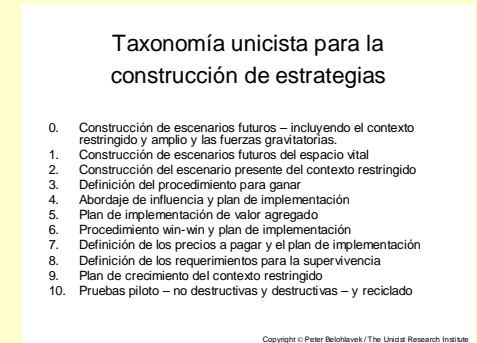 Taxonomía unicista para la
construcción de estrategias
0. Construcción de escenarios futuros – incluyendo el contexto
restringido y amplio y las fuerzas gravitatorias.
1. Construcción de escenarios futuros del espacio vital
2. Construcción del escenario presente del contexto restringido
3. Definición del procedimiento para ganar
4. Abordaje de influencia y plan de implementación
5. Plan de implementación de valor agregado
6. Procedimiento win-win y plan de implementación
7. Definición de los precios a pagar y el plan de implementación
8. Definición de los requerimientos para la supervivencia
9. Plan de crecimiento del contexto restringido
10. Pruebas piloto – no destructivas y destructivas – y reciclado
Copyright © Peter Belohlavek / The Unicist Research Institute